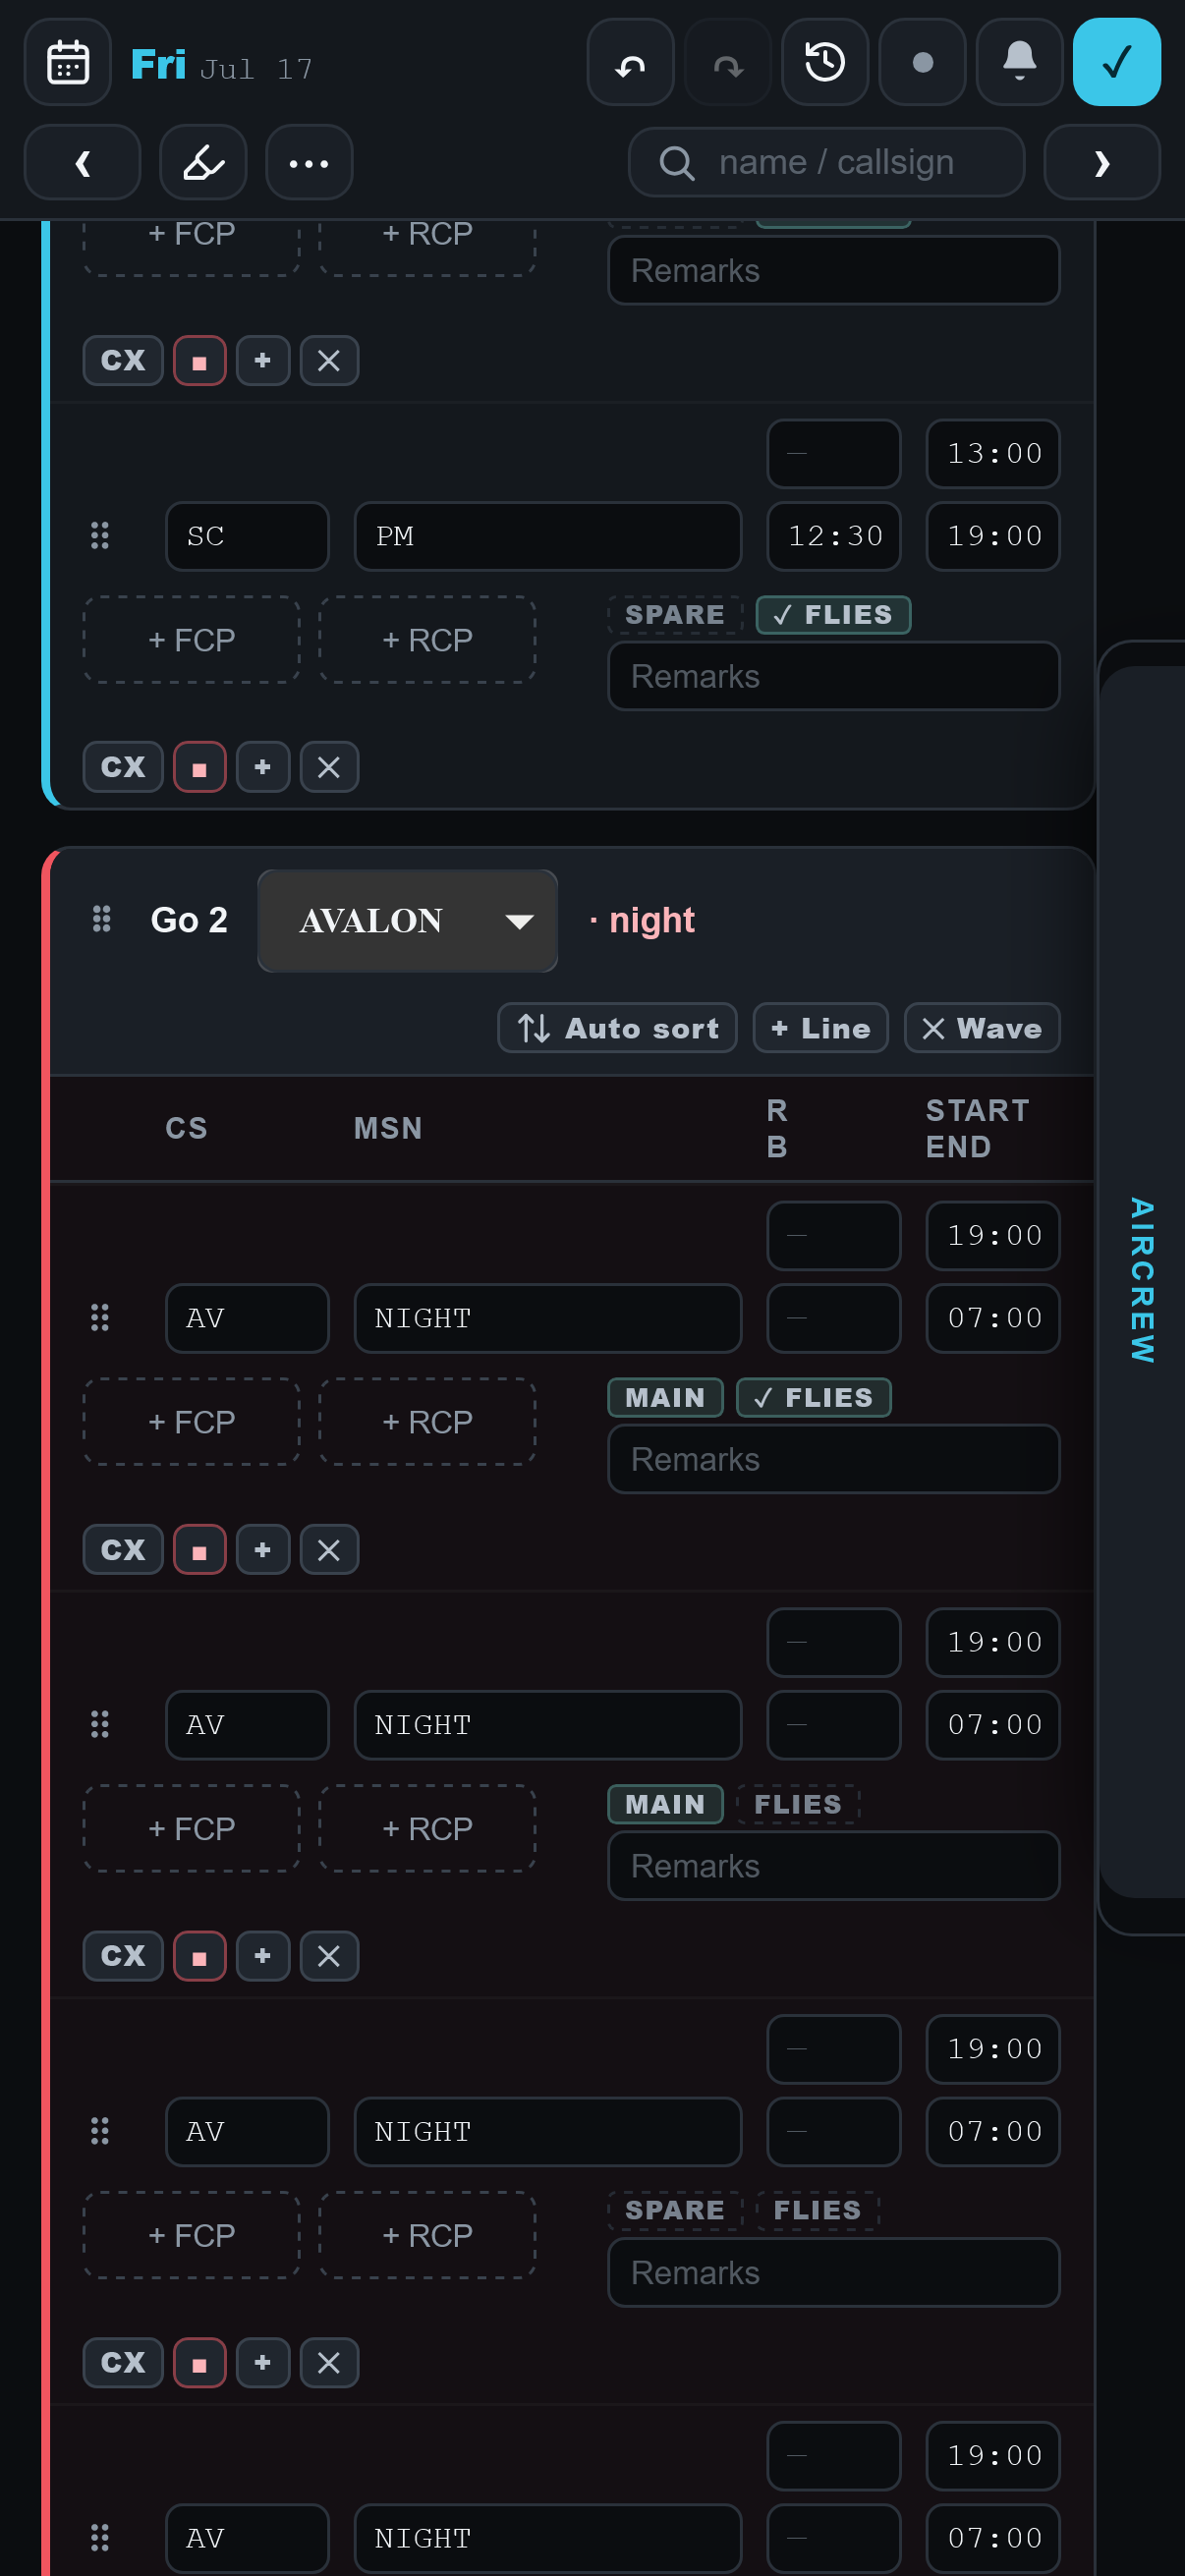 Fri Jul 17
name / callsign
+ FCP
+ RCP
Remarks
CX
+
—
13:00
SC
PM
12:30
19:00
+ FCP
+ RCP
SPARE
✓ FLIES
Remarks
CX
+
Go 2
AVALON
· night
Auto sort
+ Line
Wave
CS
MSN
R
B
START
END
—
19:00
AV
NIGHT
—
07:00
+ FCP
+ RCP
MAIN
✓ FLIES
Remarks
CX
+
—
19:00
AV
NIGHT
—
07:00
+ FCP
+ RCP
MAIN
FLIES
Remarks
CX
+
—
19:00
AV
NIGHT
—
07:00
+ FCP
+ RCP
SPARE
FLIES
Remarks
CX
+
—
19:00
AV
NIGHT
—
07:00
AIRCREW